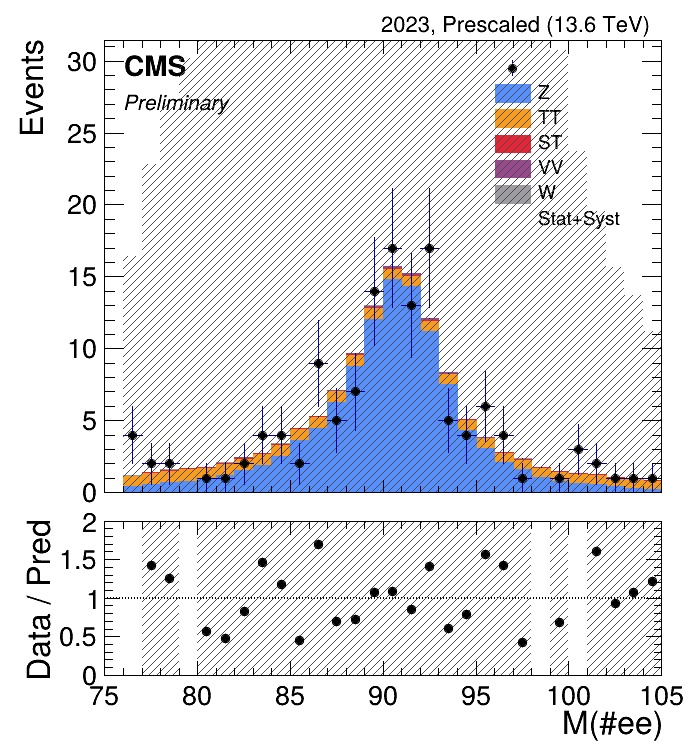 2023, Prescaled (13.6 TeV)
CMS
Preliminary
Events
30
25
20
15
10
5
0
Z
TT
ST
VV
W
Stat+Syst
Data / Pred
2
1.5
1
0.5
0
75 80 85 90 95 100 105
M(#ee)